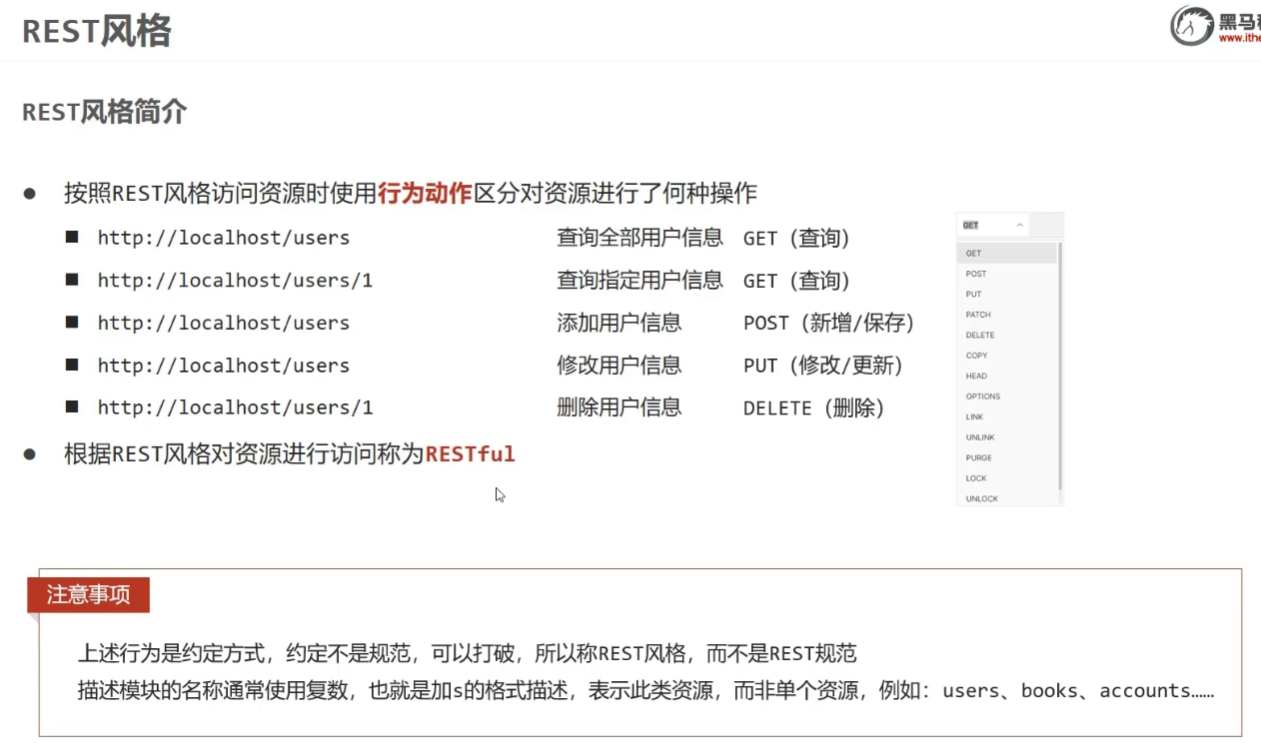 REST风格
黑马
www.ithe
REST风格简介
按照REST风格访问资源时使用行为动作区分对资源进行了何种操作
http://localhost/users 查询全部用户信息 GET（查询）
http://localhost/users/1 查询指定用户信息 GET（查询）
http://localhost/users 添加用户信息 POST（新增/保存）
http://localhost/users 修改用户信息 PUT（修改/更新）
http://localhost/users/1 删除用户信息 DELETE（删除）
根据REST风格对资源进行访问称为RESTful
GET
GET
POST
PUT
PATCH
DELETE
COPY
HEAD
OPTIONS
LINK
UNLINK
PURGE
LOCK
UNLOCK
注意事项
上述行为是约定方式，约定不是规范，可以打破，所以称REST风格，而不是REST规范
描述模块的名称通常使用复数，也就是加s的格式描述，表示此类资源，而非单个资源，例如：users、books、accounts……